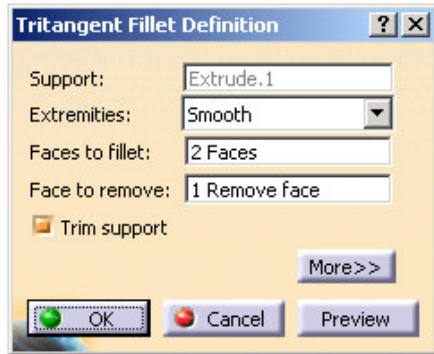 Tritangent Fillet Definition
Support: Extrude.1
Extremities: Smooth
Faces to fillet: 2 Faces
Face to remove: 1 Remove face
Trim support
More>>
OK Cancel Preview